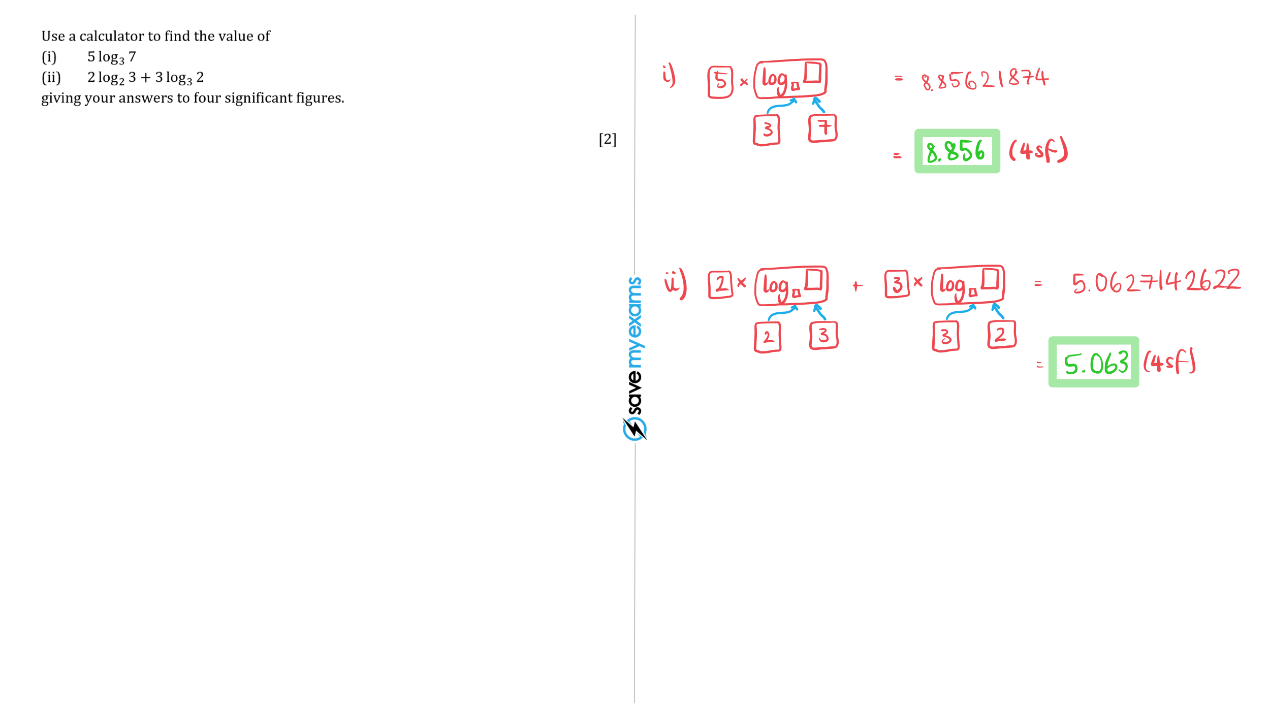 Use a calculator to find the value of
(i) 5 log₃ 7
(ii) 2 log₂ 3 + 3 log₃ 2
giving your answers to four significant figures.
[2]
i) 5 × log□ □ = 8.85621874
3 7
= 8.856 (4sf)
ii) 2 × log□ □ + 3 × log□ □ = 5.0627142622
2 3 3 2
= 5.063 (4sf)
save my exams